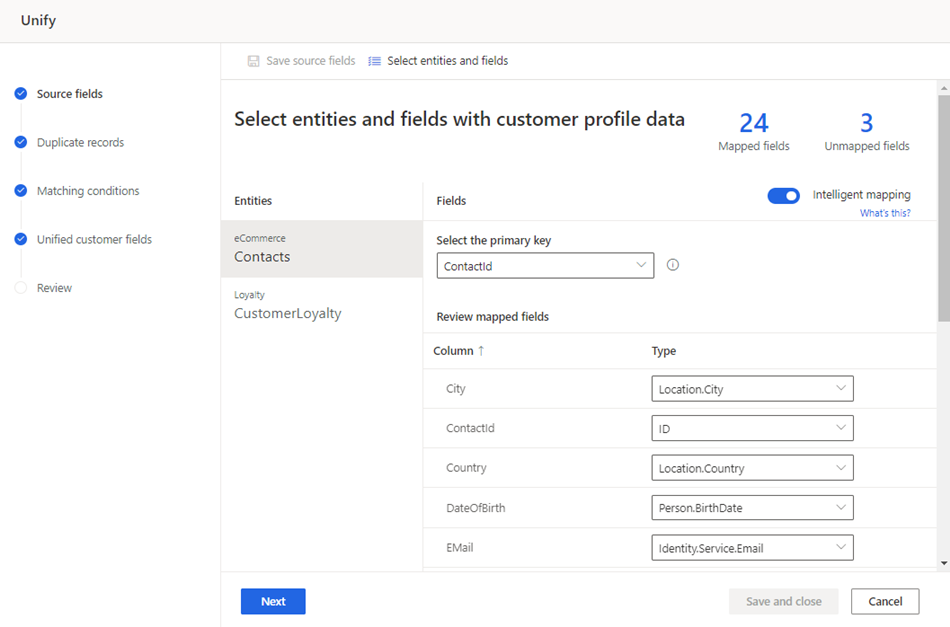 Unify
Save source fields
Select entities and fields
Source fields
Duplicate records
Matching conditions
Unified customer fields
Review
Select entities and fields with customer profile data
24
Mapped fields
3
Unmapped fields
Entities
eCommerce
Contacts
Loyalty
CustomerLoyalty
Fields
Intelligent mapping
What's this?
Select the primary key
ContactId
Review mapped fields
Column ↑ Type
City Location.City
ContactId ID
Country Location.Country
DateOfBirth Person.BirthDate
EMail Identity.Service.Email
Next
Save and close
Cancel